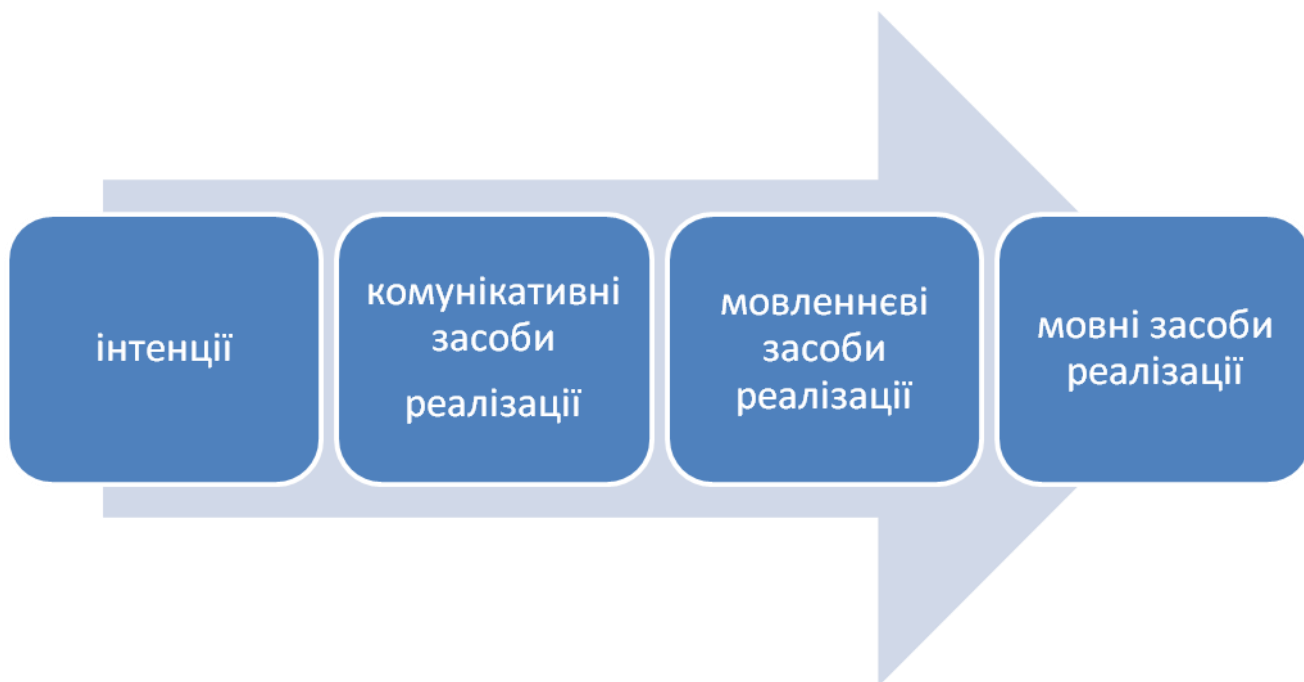 інтенції
комунікативні
засоби
реалізації
мовленнєві
засоби
реалізації
мовні засоби
реалізації